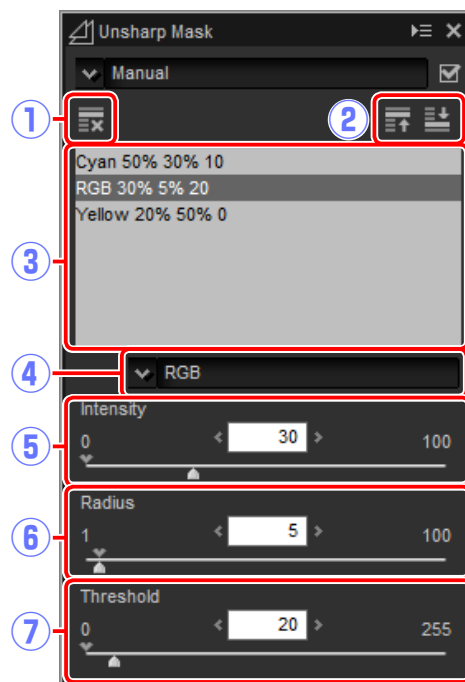 Unsharp Mask
Manual
1 2
Cyan 50% 30% 10
RGB 30% 5% 20
Yellow 20% 50% 0
3
4 RGB
Intensity
5 0 30 100
Radius
6 1 5 100
Threshold
7 0 20 255